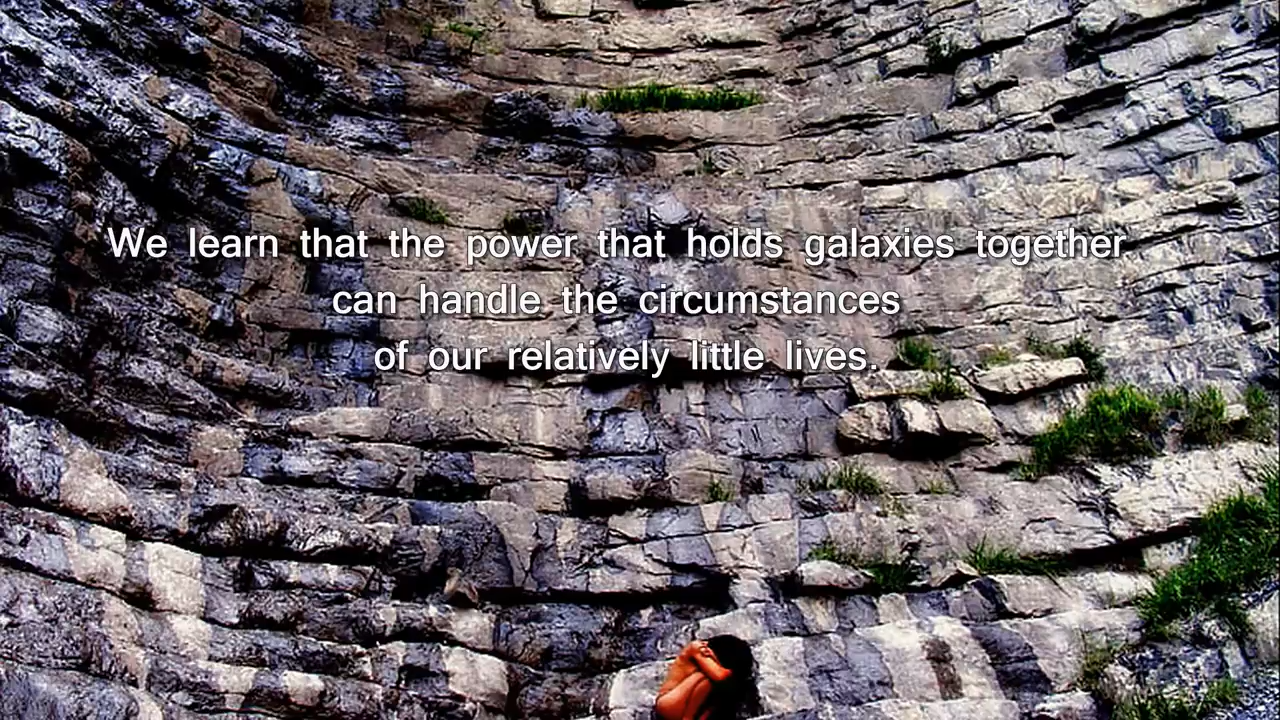 We learn that the power that holds galaxies together
can handle the circumstances
of our relatively little lives.